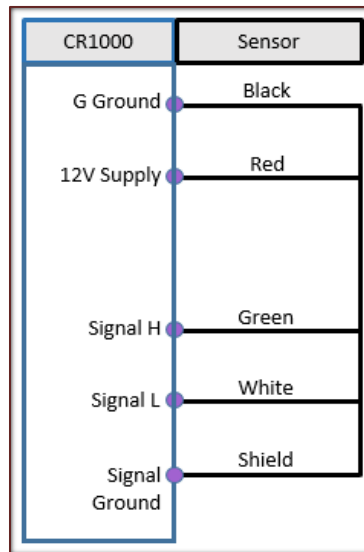 CR1000 Sensor
G Ground Black
12V Supply Red
Signal H Green
Signal L White
Signal Shield
Ground